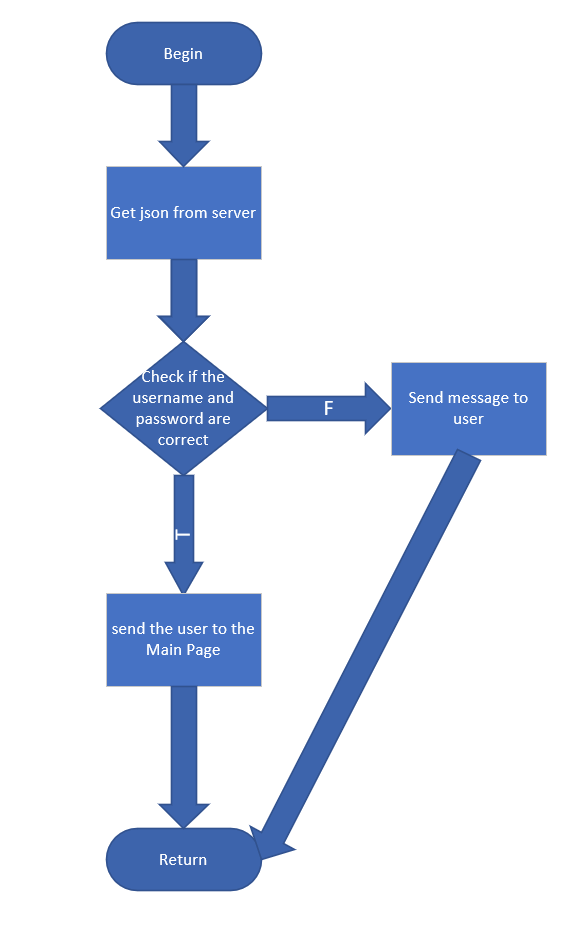 Begin
Get json from server
Check if the
username and
password are
correct
F
Send message to
user
T
send the user to the
Main Page
Return